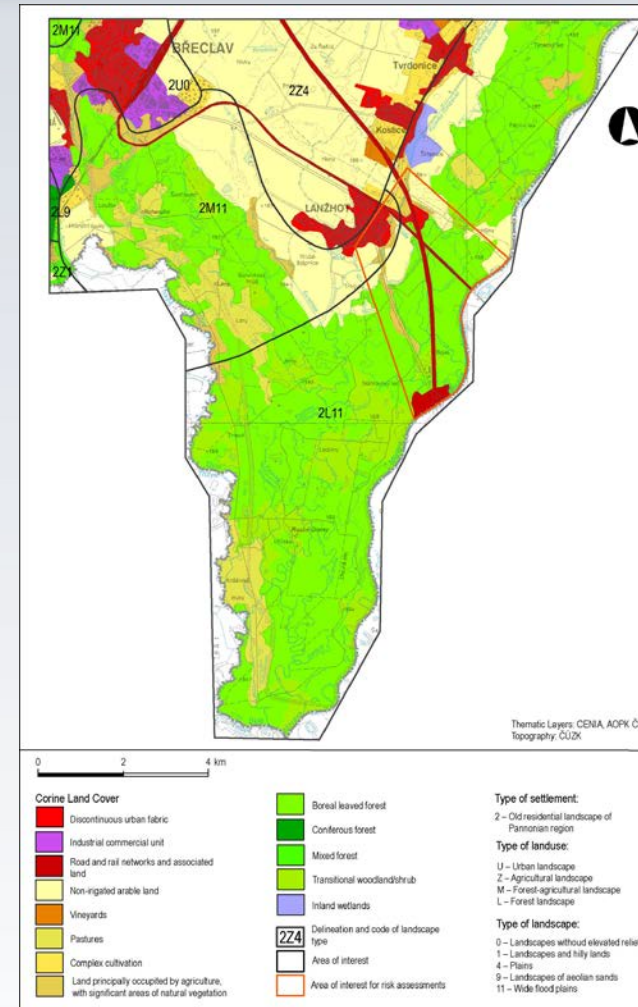 2M11
BŘECLAV
2U0
2Z4
Tvrdonice
Kostice
LANŽHOT
2M11
2L9
2Z1
2L11
Thematic Layers: CENIA, AOPK Č
Topography: ČÚZK
0 2 4 km
Corine Land Cover
Discontinuous urban fabric
Industrial commercial unit
Road and rail networks and associated
land
Non-irigated arable land
Vineyards
Pastures
Complex cultivation
Land principally occupited by agriculture,
with significant areas of natural vegetation
Boreal leaved forest
Coniferous forest
Mixed forest
Transitional woodland/shrub
Inland wetlands
2Z4 Delineation and code of landscape
type
Area of interest
Area of interest for risk assessments
Type of settlement:
2 – Old residential landscape of
Pannonian region
Type of landuse:
U – Urban landscape
Z – Agricultural landscape
M – Forest-agricultural landscape
L – Forest landscape
Type of landscape:
0 – Landscapes withoud elevated relie
1 – Landscapes and hilly lands
4 – Plains
9 – Landscapes of aeolian sands
11 – Wide flood plains